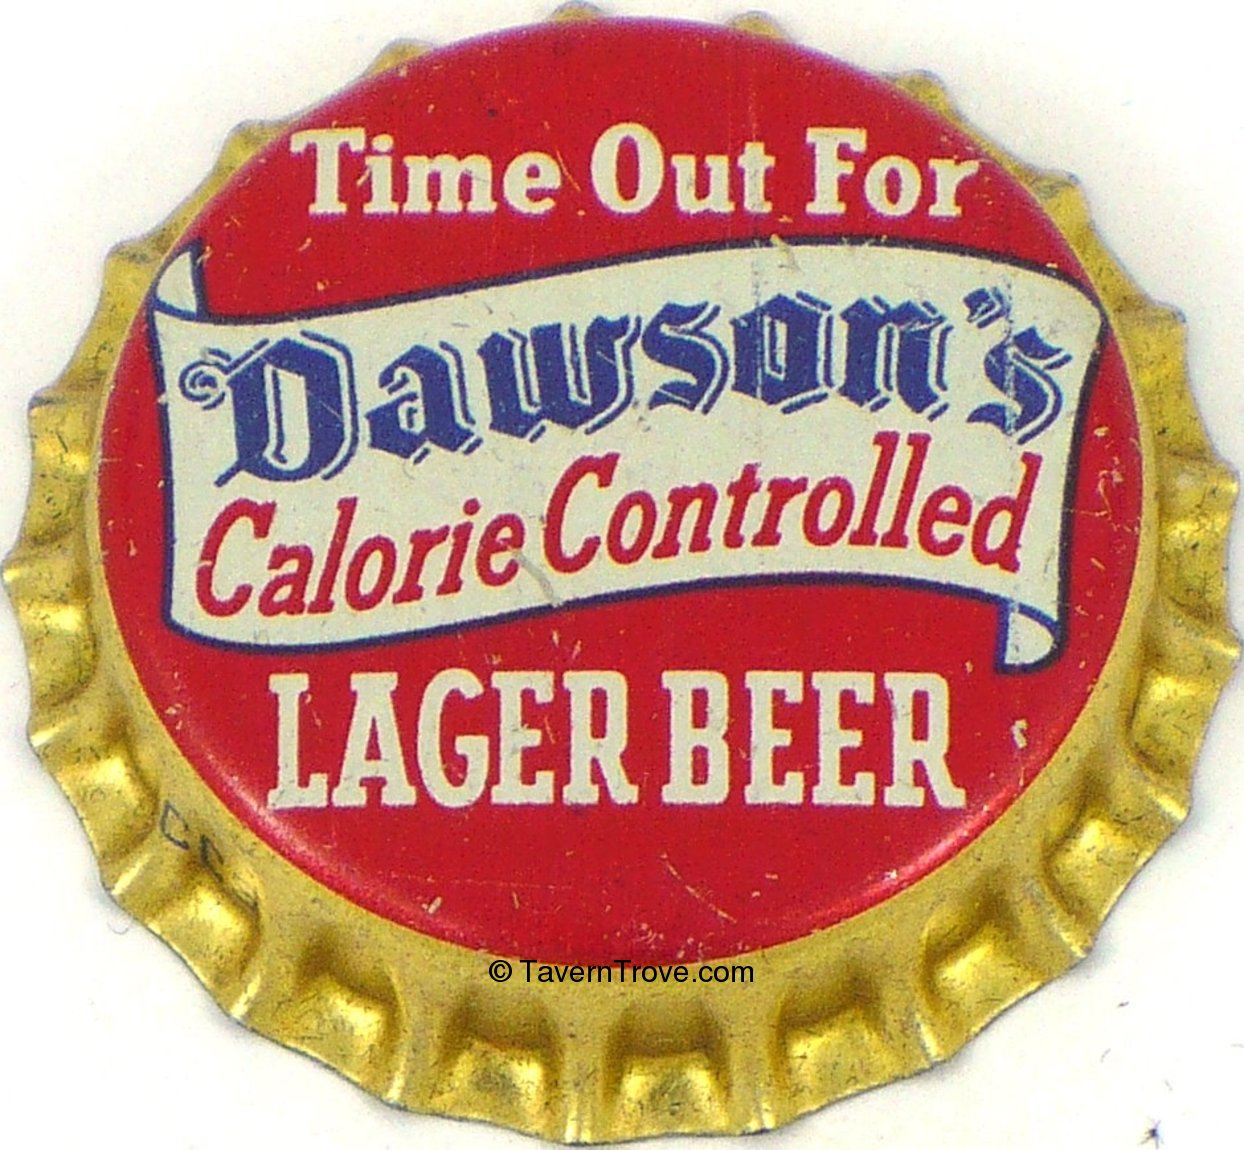 Time Out For
Dawson's
Calorie Controlled
LAGER BEER
© TavernTrove.com